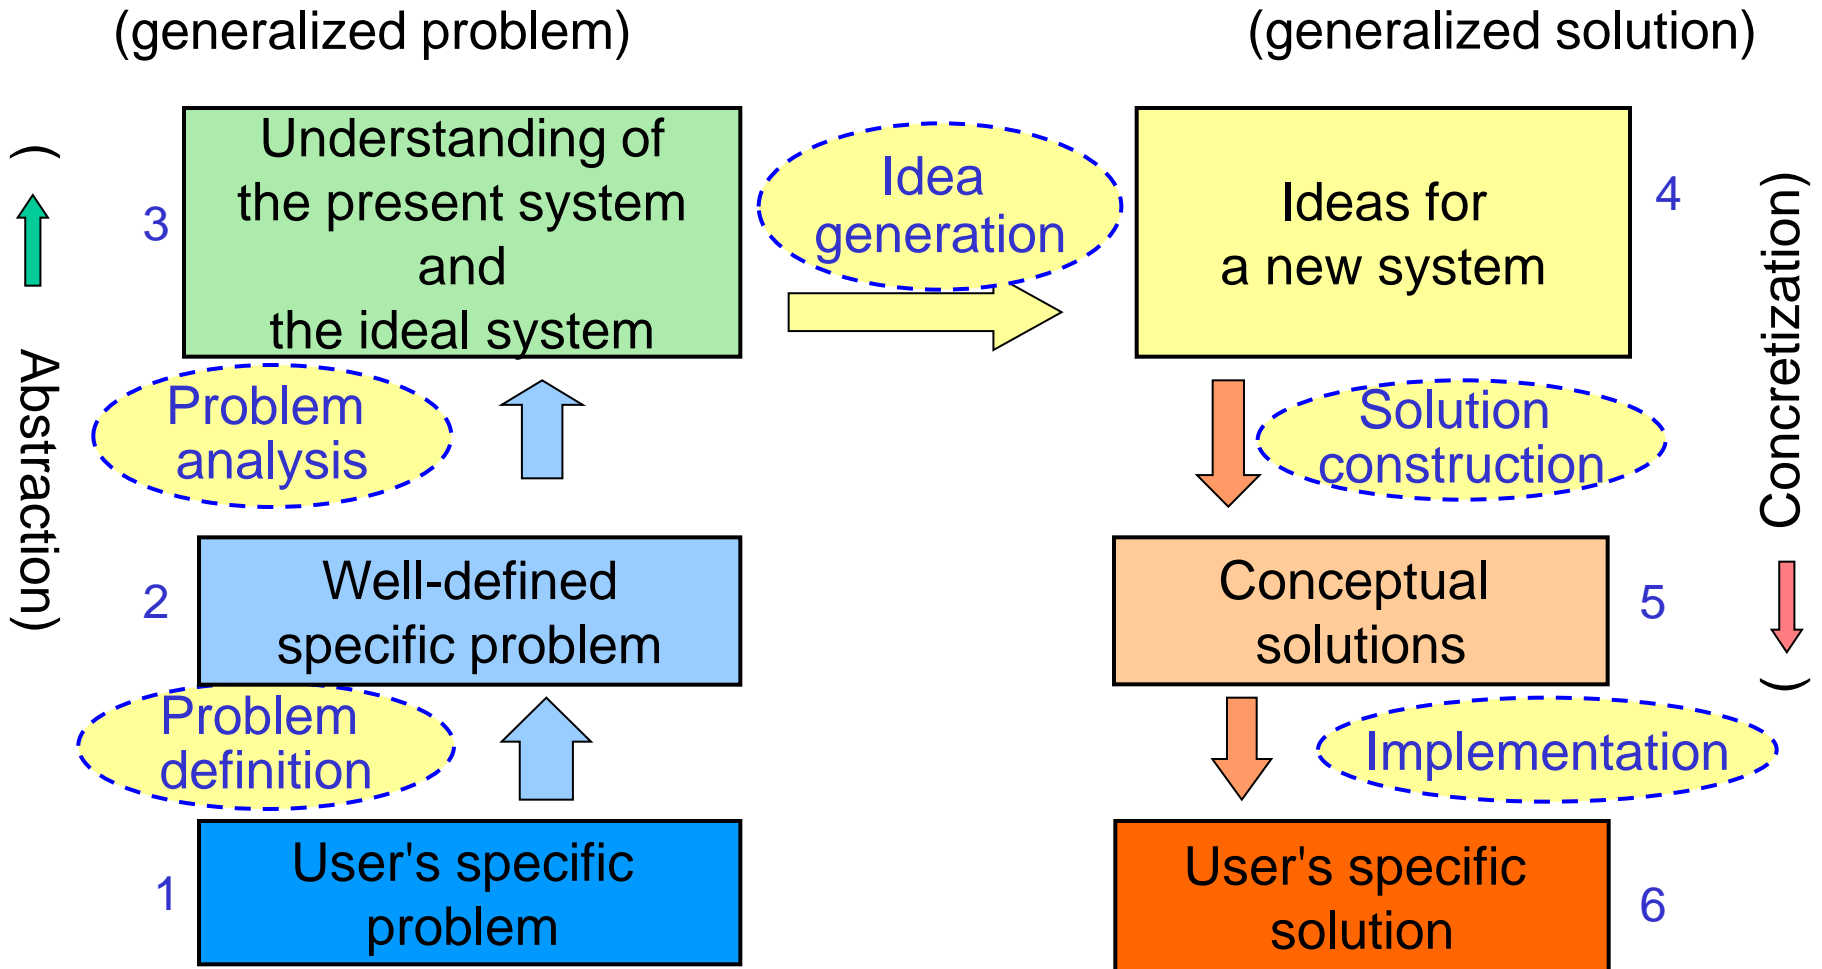 (generalized problem)
(generalized solution)
Understanding of
the present system
and
the ideal system
3
Idea
generation
Ideas for
a new system
4
( Abstraction)
Concretization)
(
Problem
analysis
Solution
construction
2
Well-defined
specific problem
Conceptual
solutions
5
Problem
definition
Implementation
1
User's specific
problem
User's specific
solution
6